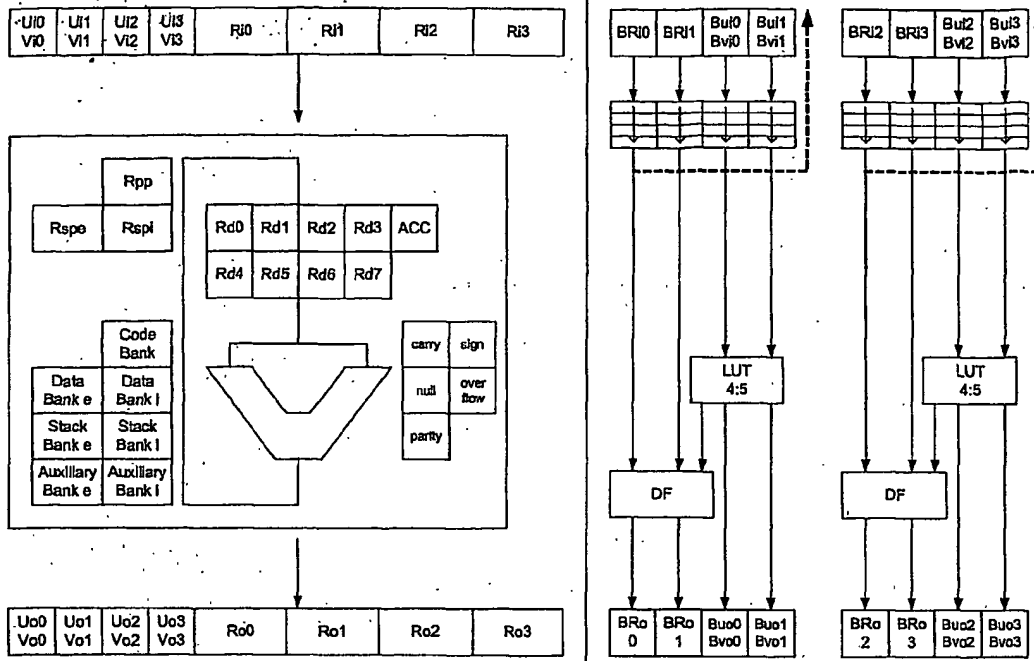 Ui0 Ui1 Ui2 Ui3 Ri0 Ri1 Ri2 Ri3
Vi0 Vi1 Vi2 Vi3
Rpp
Rspe Rspi
Rd0 Rd1 Rd2 Rd3 ACC
Rd4 Rd5 Rd6 Rd7
Code
Bank
Data
Bank e
Data
Bank i
Stack
Bank e
Stack
Bank i
Auxiliary
Bank e
Auxiliary
Bank i
carry sign
null
over
flow
parity
Uo0 Uo1 Uo2 Uo3 Ro0 Ro1 Ro2 Ro3
Vo0 Vo1 Vo2 Vo3
BRi0 BRi1
Bui0 Bui1
Bvi0 Bvi1
LUT
4:5
DF
BRo BRo Buo0 Buo1
0 1 Bvo0 Bvo1
BRi2 BRi3
Bui2 Bui3
Bvi2 Bvi3
LUT
4:5
DF
BRo BRo Buo2 Buo3
2 3 Bvo2 Bvo3